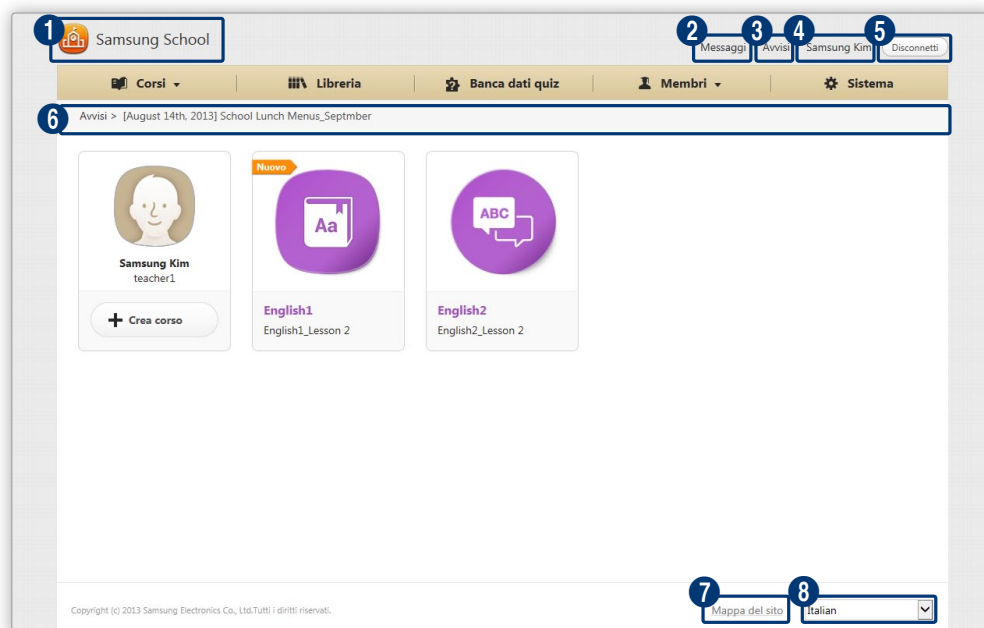 1 Samsung School
2 3 4 5
Messaggi Avvisi Samsung Kim Disconnetti
Corsi Libreria Banca dati quiz Membri Sistema
6 Avvisi > [August 14th, 2013] School Lunch Menus_Septmber
Nuovo
Aa
ABC
Samsung Kim
teacher1
Crea corso
English1
English1_Lesson 2
English2
English2_Lesson 2
7 8
Copyright (c) 2013 Samsung Electronics Co., Ltd.Tutti i diritti riservati. Mappa del sito Italian